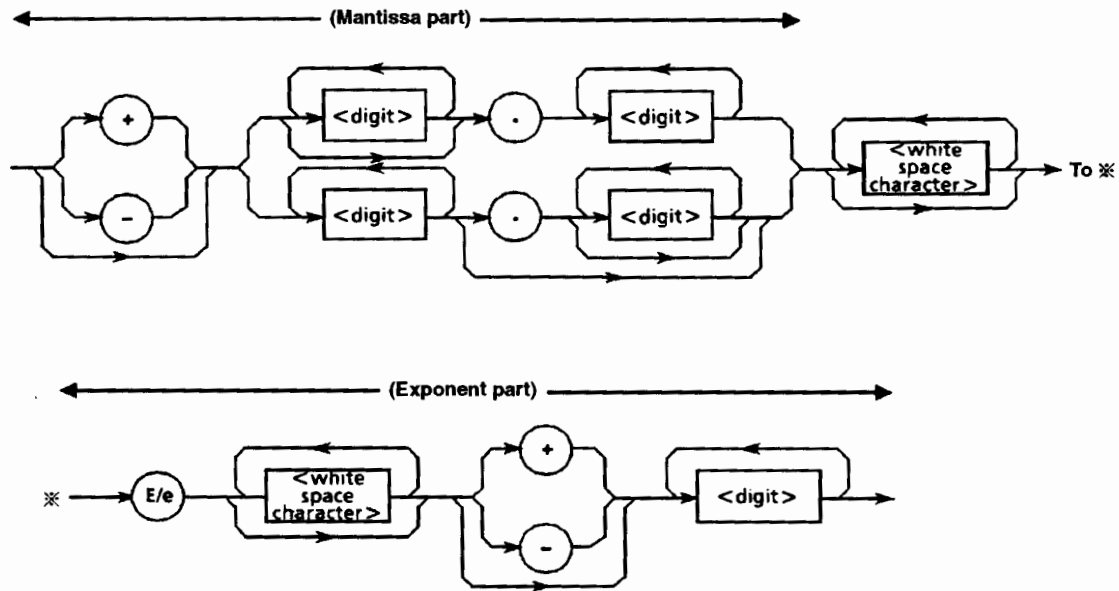 (Mantissa part)
+
<digit> . <digit>
<white
space
character>
To ※
-
<digit> . <digit>
(Exponent part)
+
※ E/e
<white
space
character>
<digit>
-